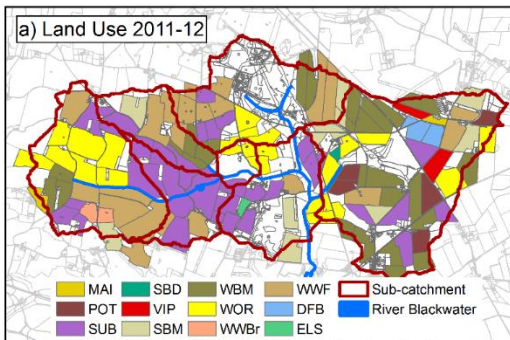 a) Land Use 2011-12
MAI SBD WBM WWF Sub-catchment
POT VIP WOR DFB River Blackwater
SUB SBM WWBr ELS